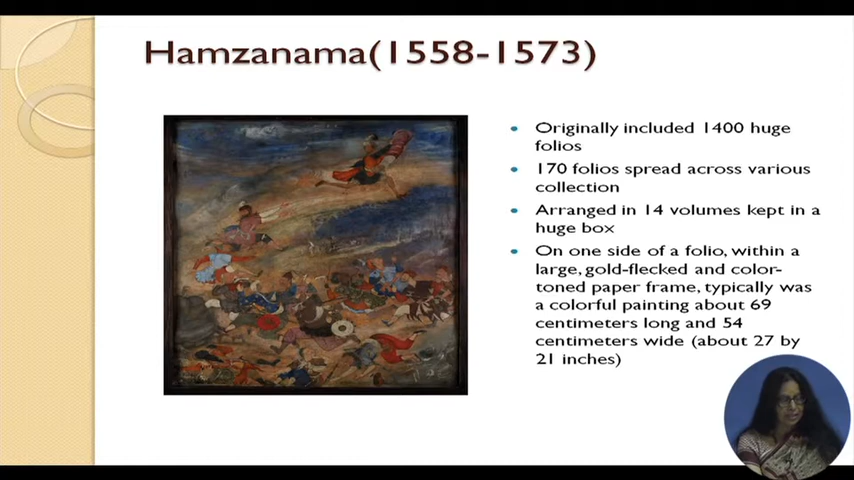 Hamzanama(1558-1573)
Originally included 1400 huge
folios
170 folios spread across various
collection
Arranged in 14 volumes kept in a
huge box
On one side of a folio, within a
large, gold-flecked and color-
toned paper frame, typically was
a colorful painting about 69
centimeters long and 54
centimeters wide (about 27 by
21 inches)